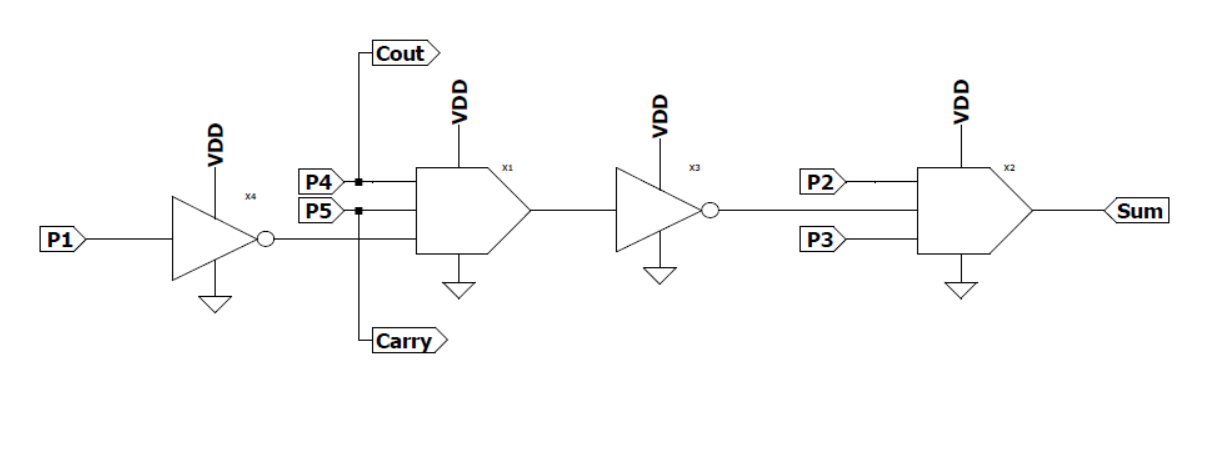 Cout
VDD
VDD
VDD
VDD
X1
X3
X2
P4
P2
X4
P5
Sum
P1
P3
Carry